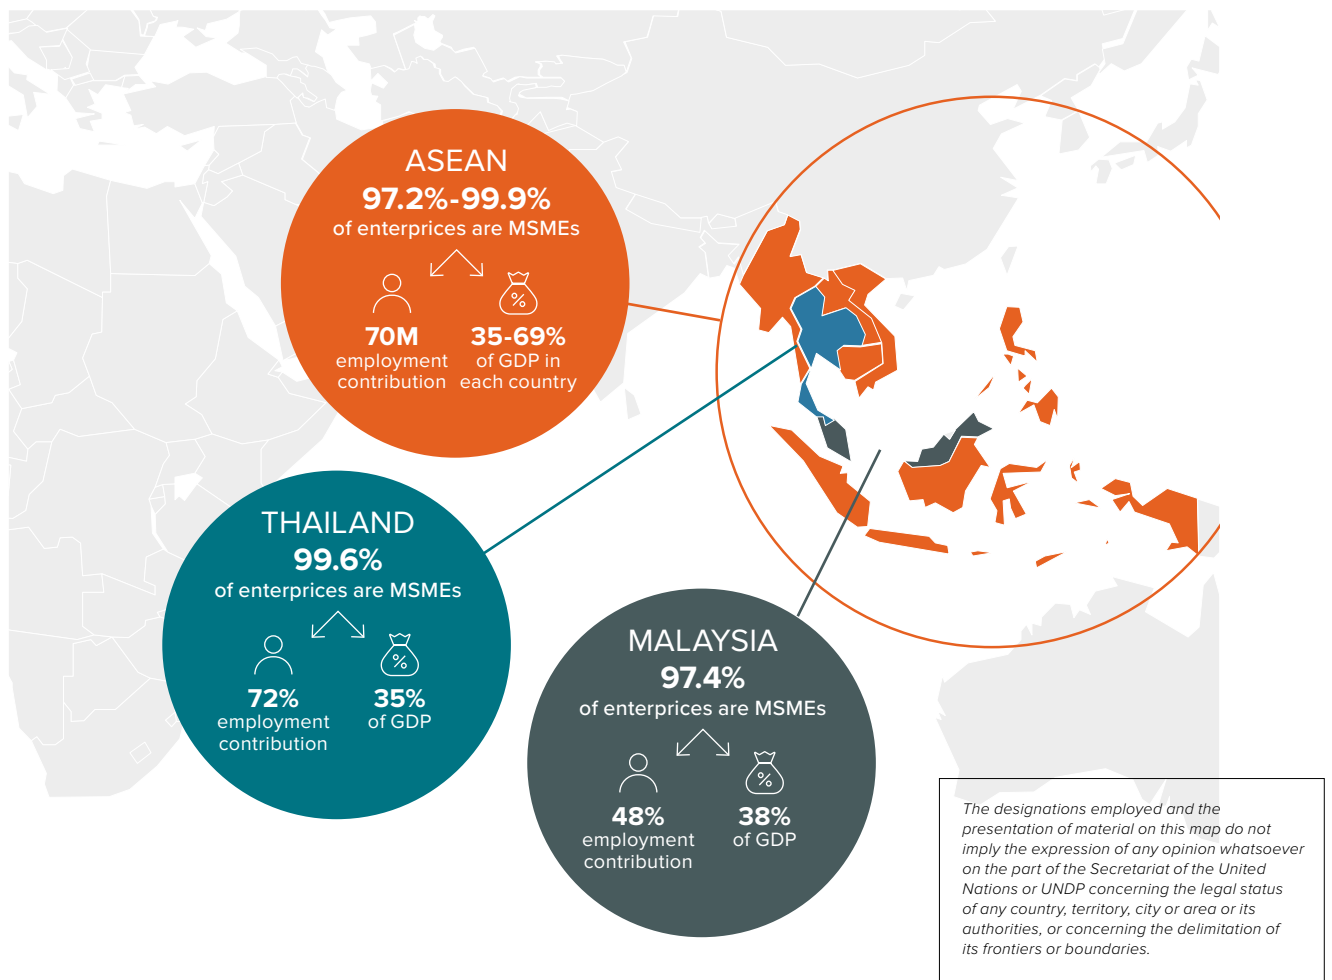 ASEAN
97.2%-99.9%
of enterprices are MSMEs
%
70M
employment
contribution
35-69%
of GDP in
each country
THAILAND
99.6%
of enterprices are MSMEs
%
72%
employment
contribution
35%
of GDP
MALAYSIA
97.4%
of enterprices are MSMEs
%
48%
employment
contribution
38%
of GDP
The designations employed and the
presentation of material on this map do not
imply the expression of any opinion whatsoever
on the part of the Secretariat of the United
Nations or UNDP concerning the legal status
of any country, territory, city or area or its
authorities, or concerning the delimitation of
its frontiers or boundaries.